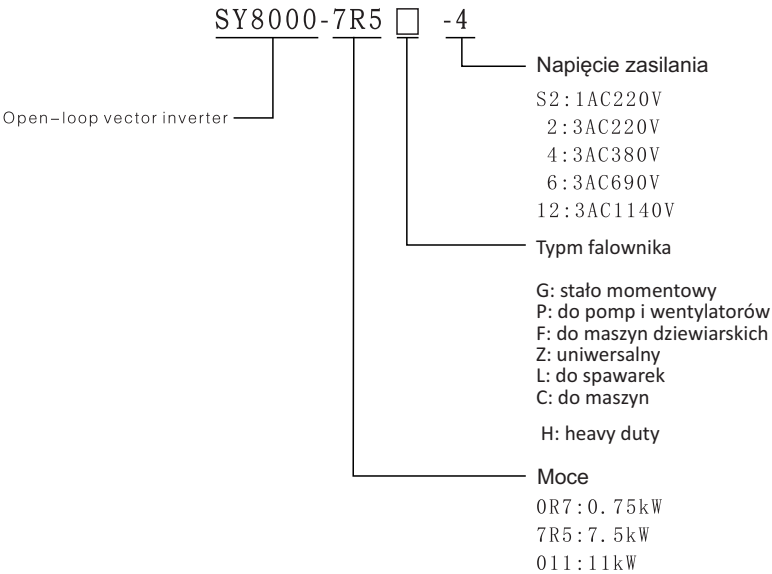 SY8000-7R5□ -4
Napięcie zasilania
Open-loop vector inverter
S2:1AC220V
2:3AC220V
4:3AC380V
6:3AC690V
12:3AC1140V
Typm falownika
G: stało momentowy
P: do pomp i wentylatorów
F: do maszyn dziewiarskich
Z: uniwersalny
L: do spawarek
C: do maszyn
H: heavy duty
Moce
0R7:0.75kW
7R5:7.5kW
011:11kW